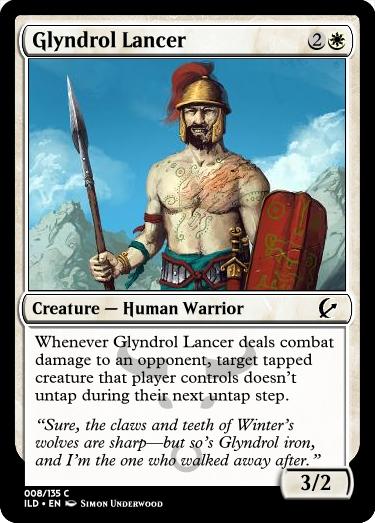 Glyndrol Lancer 2
Creature — Human Warrior
Whenever Glyndrol Lancer deals combat
damage to an opponent, target tapped
creature that player controls doesn't
untap during their next untap step.
"Sure, the claws and teeth of Winter's
wolves are sharp—but so's Glyndrol iron,
and I'm the one who walked away after."
3/2
008/135 C
ILD • EN Simon Underwood